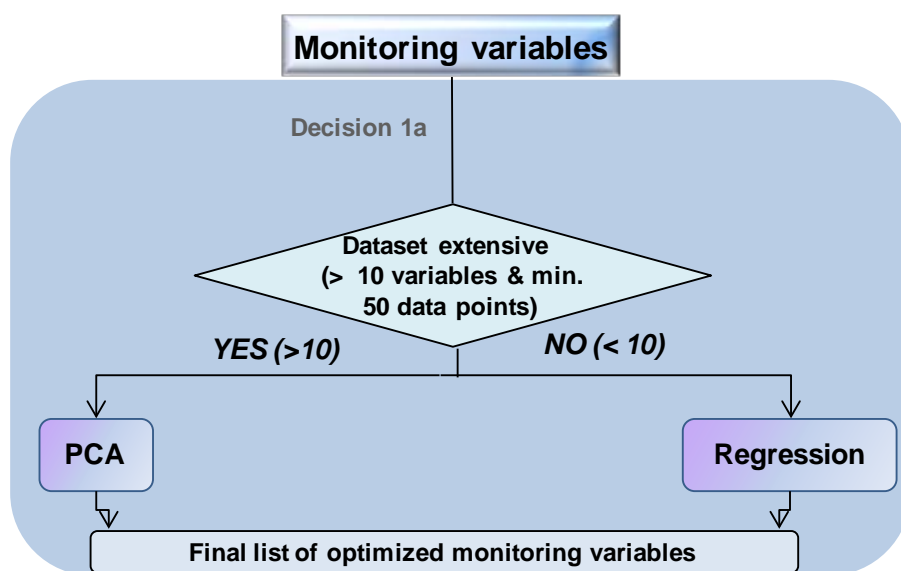 Monitoring variables
Decision 1a
Dataset extensive
(> 10 variables & min.
50 data points)
YES (>10)
NO (< 10)
PCA
Regression
Final list of optimized monitoring variables